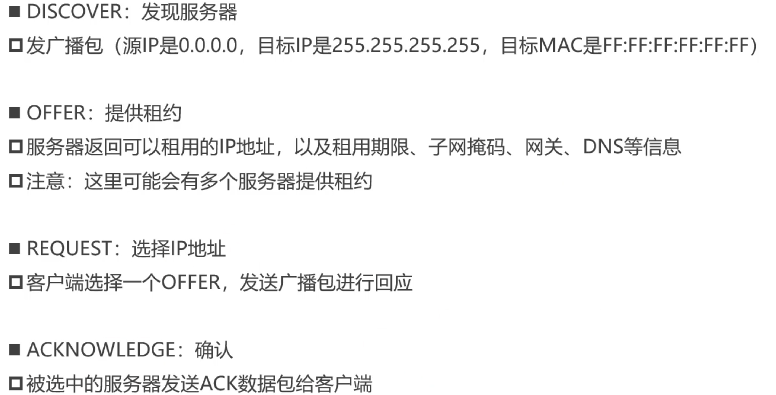 ■ DISCOVER：发现服务器
◘ 发广播包（源IP是0.0.0.0，目标IP是255.255.255.255，目标MAC是FF:FF:FF:FF:FF:FF）
■ OFFER：提供租约
◘ 服务器返回可以租用的IP地址，以及租用期限、子网掩码、网关、DNS等信息
◘ 注意：这里可能会有多个服务器提供租约
■ REQUEST：选择IP地址
◘ 客户端选择一个OFFER，发送广播包进行回应
■ ACKNOWLEDGE：确认
◘ 被选中的服务器发送ACK数据包给客户端